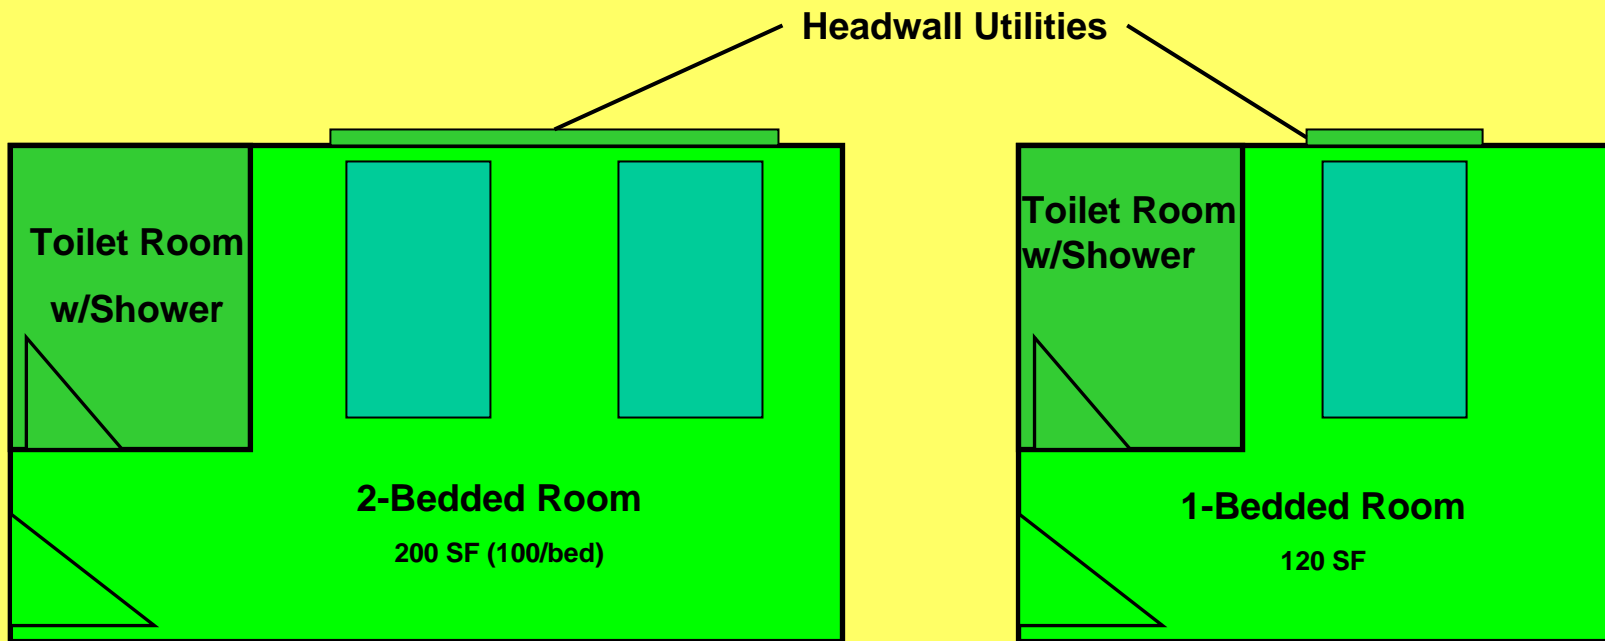 Headwall Utilities
Toilet Room
w/Shower
2-Bedded Room
200 SF (100/bed)
Toilet Room
w/Shower
1-Bedded Room
120 SF